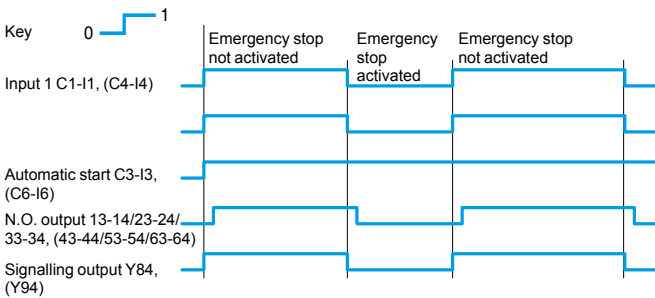 Key
0
1
Emergency stop
not activated
Emergency
stop
activated
Emergency stop
not activated
Input 1 C1-I1, (C4-I4)
Automatic start C3-I3,
(C6-I6)
N.O. output 13-14/23-24/
33-34, (43-44/53-54/63-64)
Signalling output Y84,
(Y94)